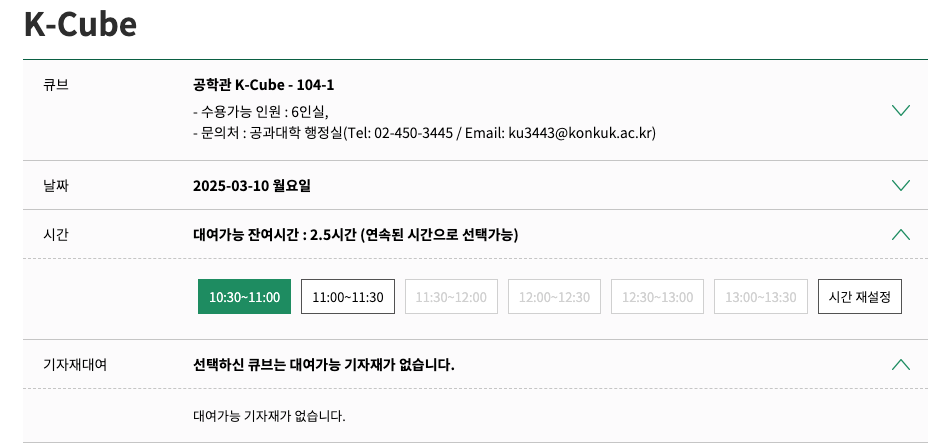 K-Cube
큐브
공학관 K-Cube - 104-1
- 수용가능 인원 : 6인실,
- 문의처 : 공과대학 행정실(Tel: 02-450-3445 / Email: ku3443@konkuk.ac.kr)
날짜
2025-03-10 월요일
시간
대여가능 잔여시간 : 2.5시간 (연속된 시간으로 선택가능)
10:30~11:00 11:00~11:30 11:30~12:00 12:00~12:30 12:30~13:00 13:00~13:30 시간 재설정
기자재대여
선택하신 큐브는 대여가능 기자재가 없습니다.
대여가능 기자재가 없습니다.